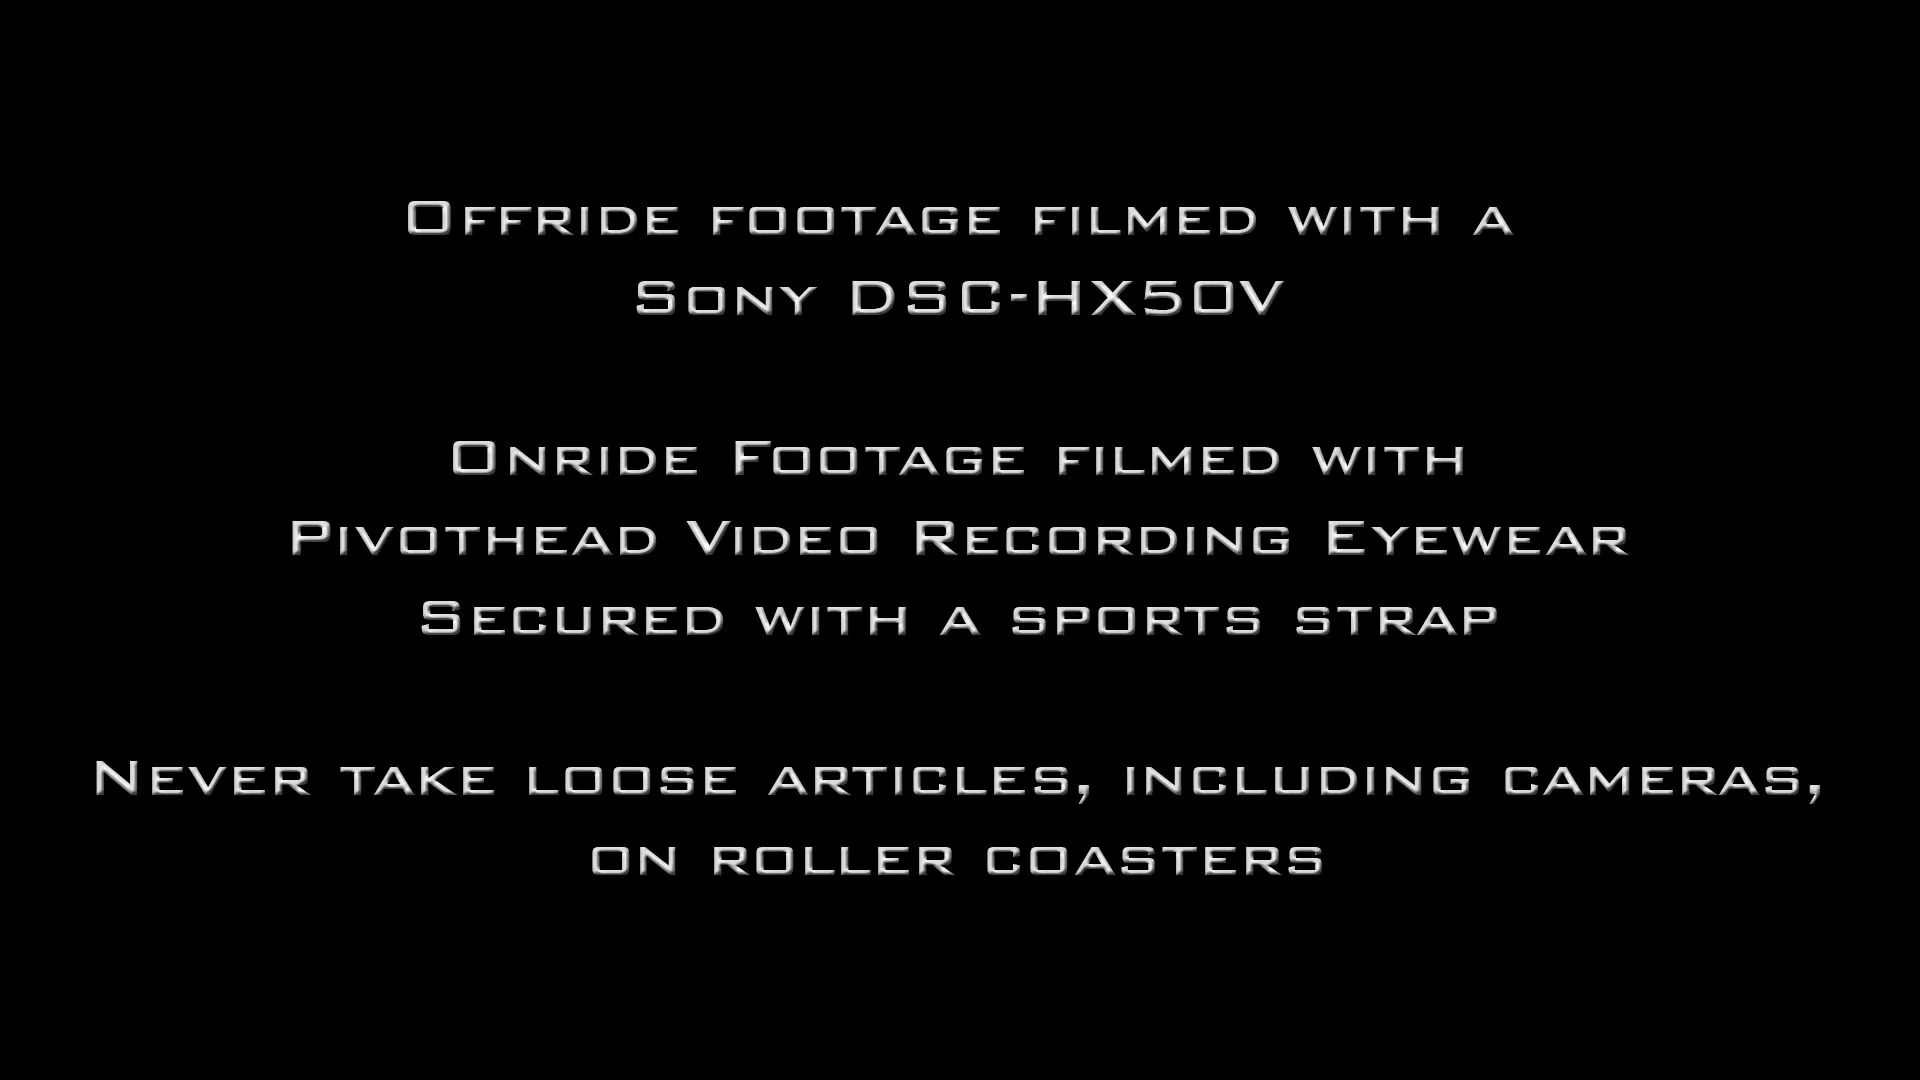 Offride footage filmed with a
Sony DSC-HX50V
Onride Footage filmed with
Pivothead Video Recording Eyewear
Secured with a sports strap
Never take loose articles, including cameras,
on roller coasters